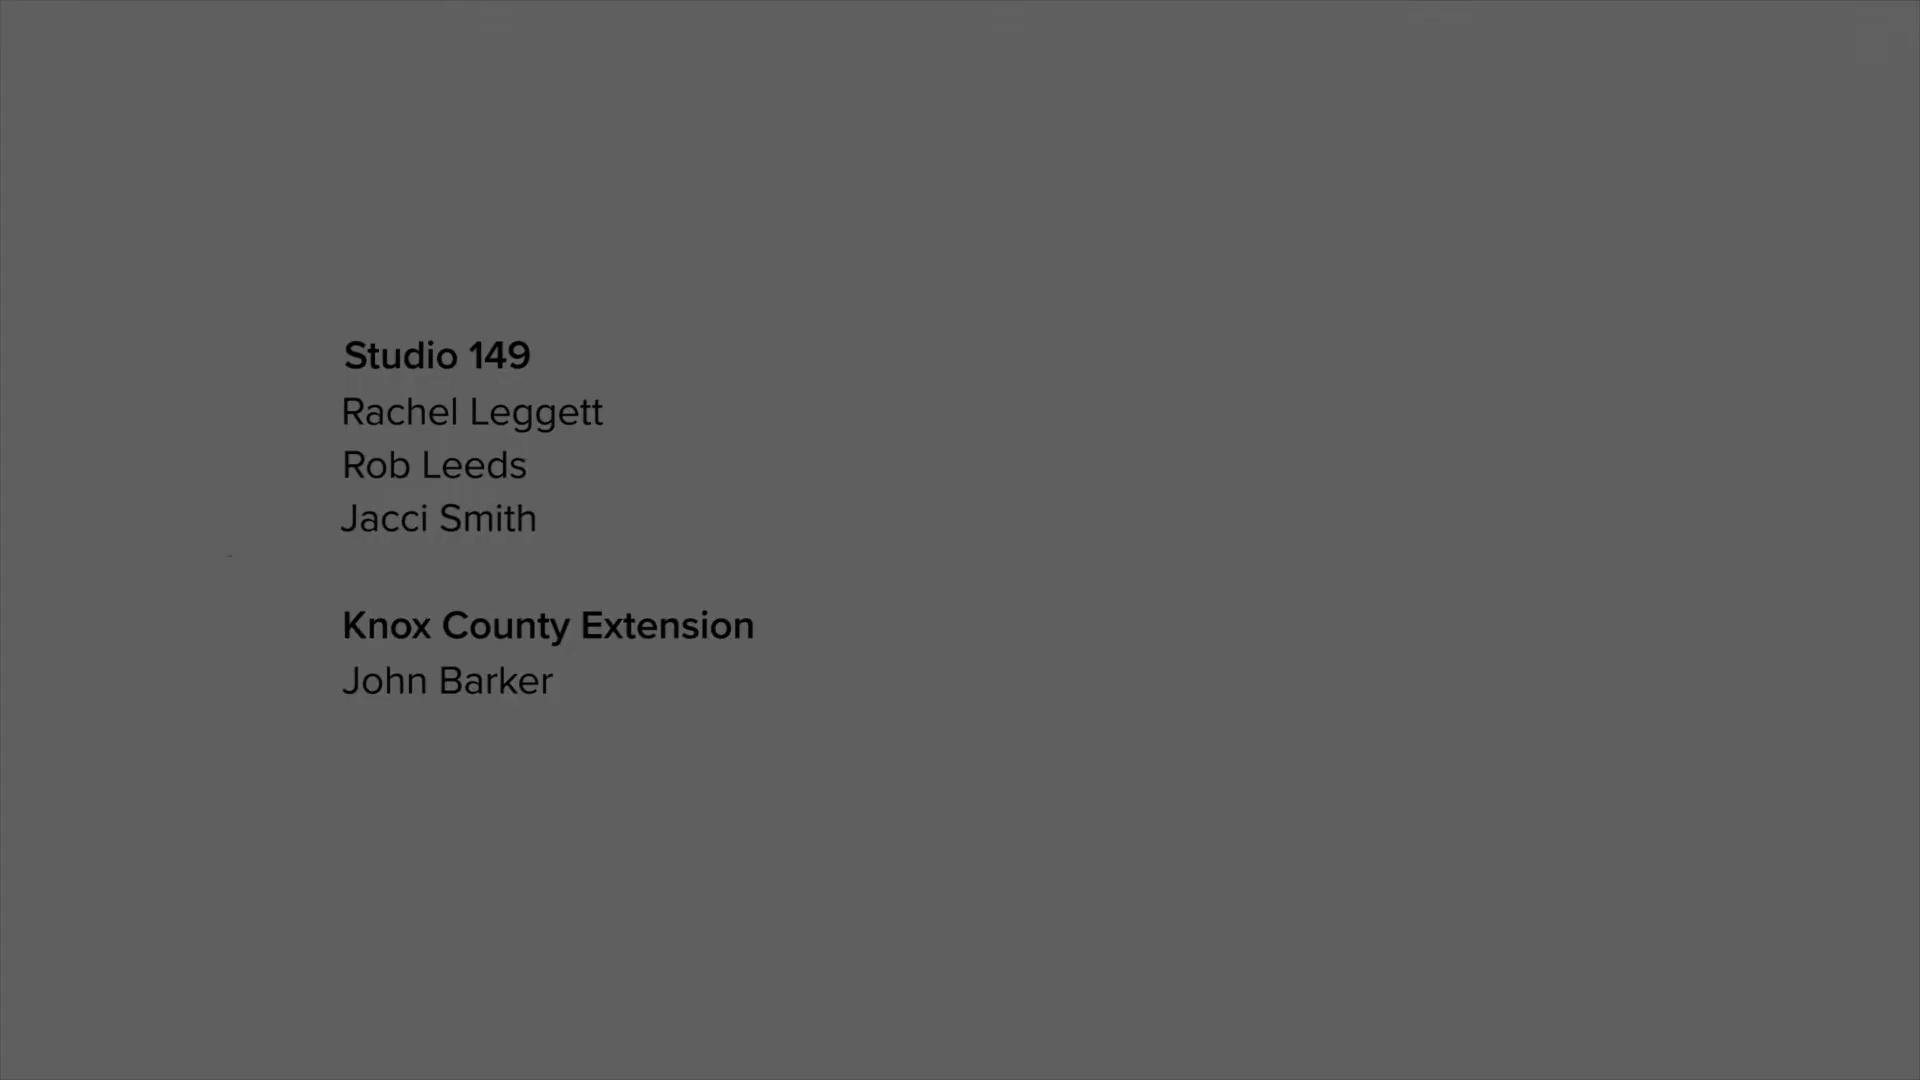 Studio 149
Rachel Leggett
Rob Leeds
Jacci Smith
Knox County Extension
John Barker